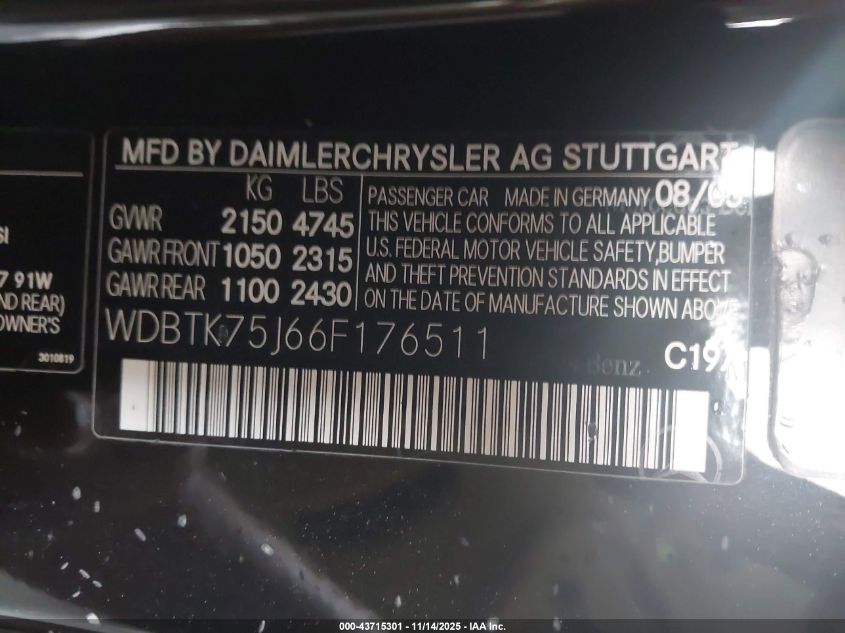 MFD BY DAIMLERCHRYSLER AG STUTTGART
KG LBS
GVWR 2150 4745
GAWR FRONT 1050 2315
GAWR REAR 1100 2430
PASSENGER CAR MADE IN GERMANY
THIS VEHICLE CONFORMS TO ALL APPLICABLE
U.S. FEDERAL MOTOR VEHICLE SAFETY,BUMPER
AND THEFT PREVENTION STANDARDS IN EFFECT
ON THE DATE OF MANUFACTURE SHOWN ABOVE
WDBTK75J66F176511
Benz
SI
7 91W
ND REAR)
OWNER'S
3010819
000-43715301 - 11/14/2025 - IAA Inc.